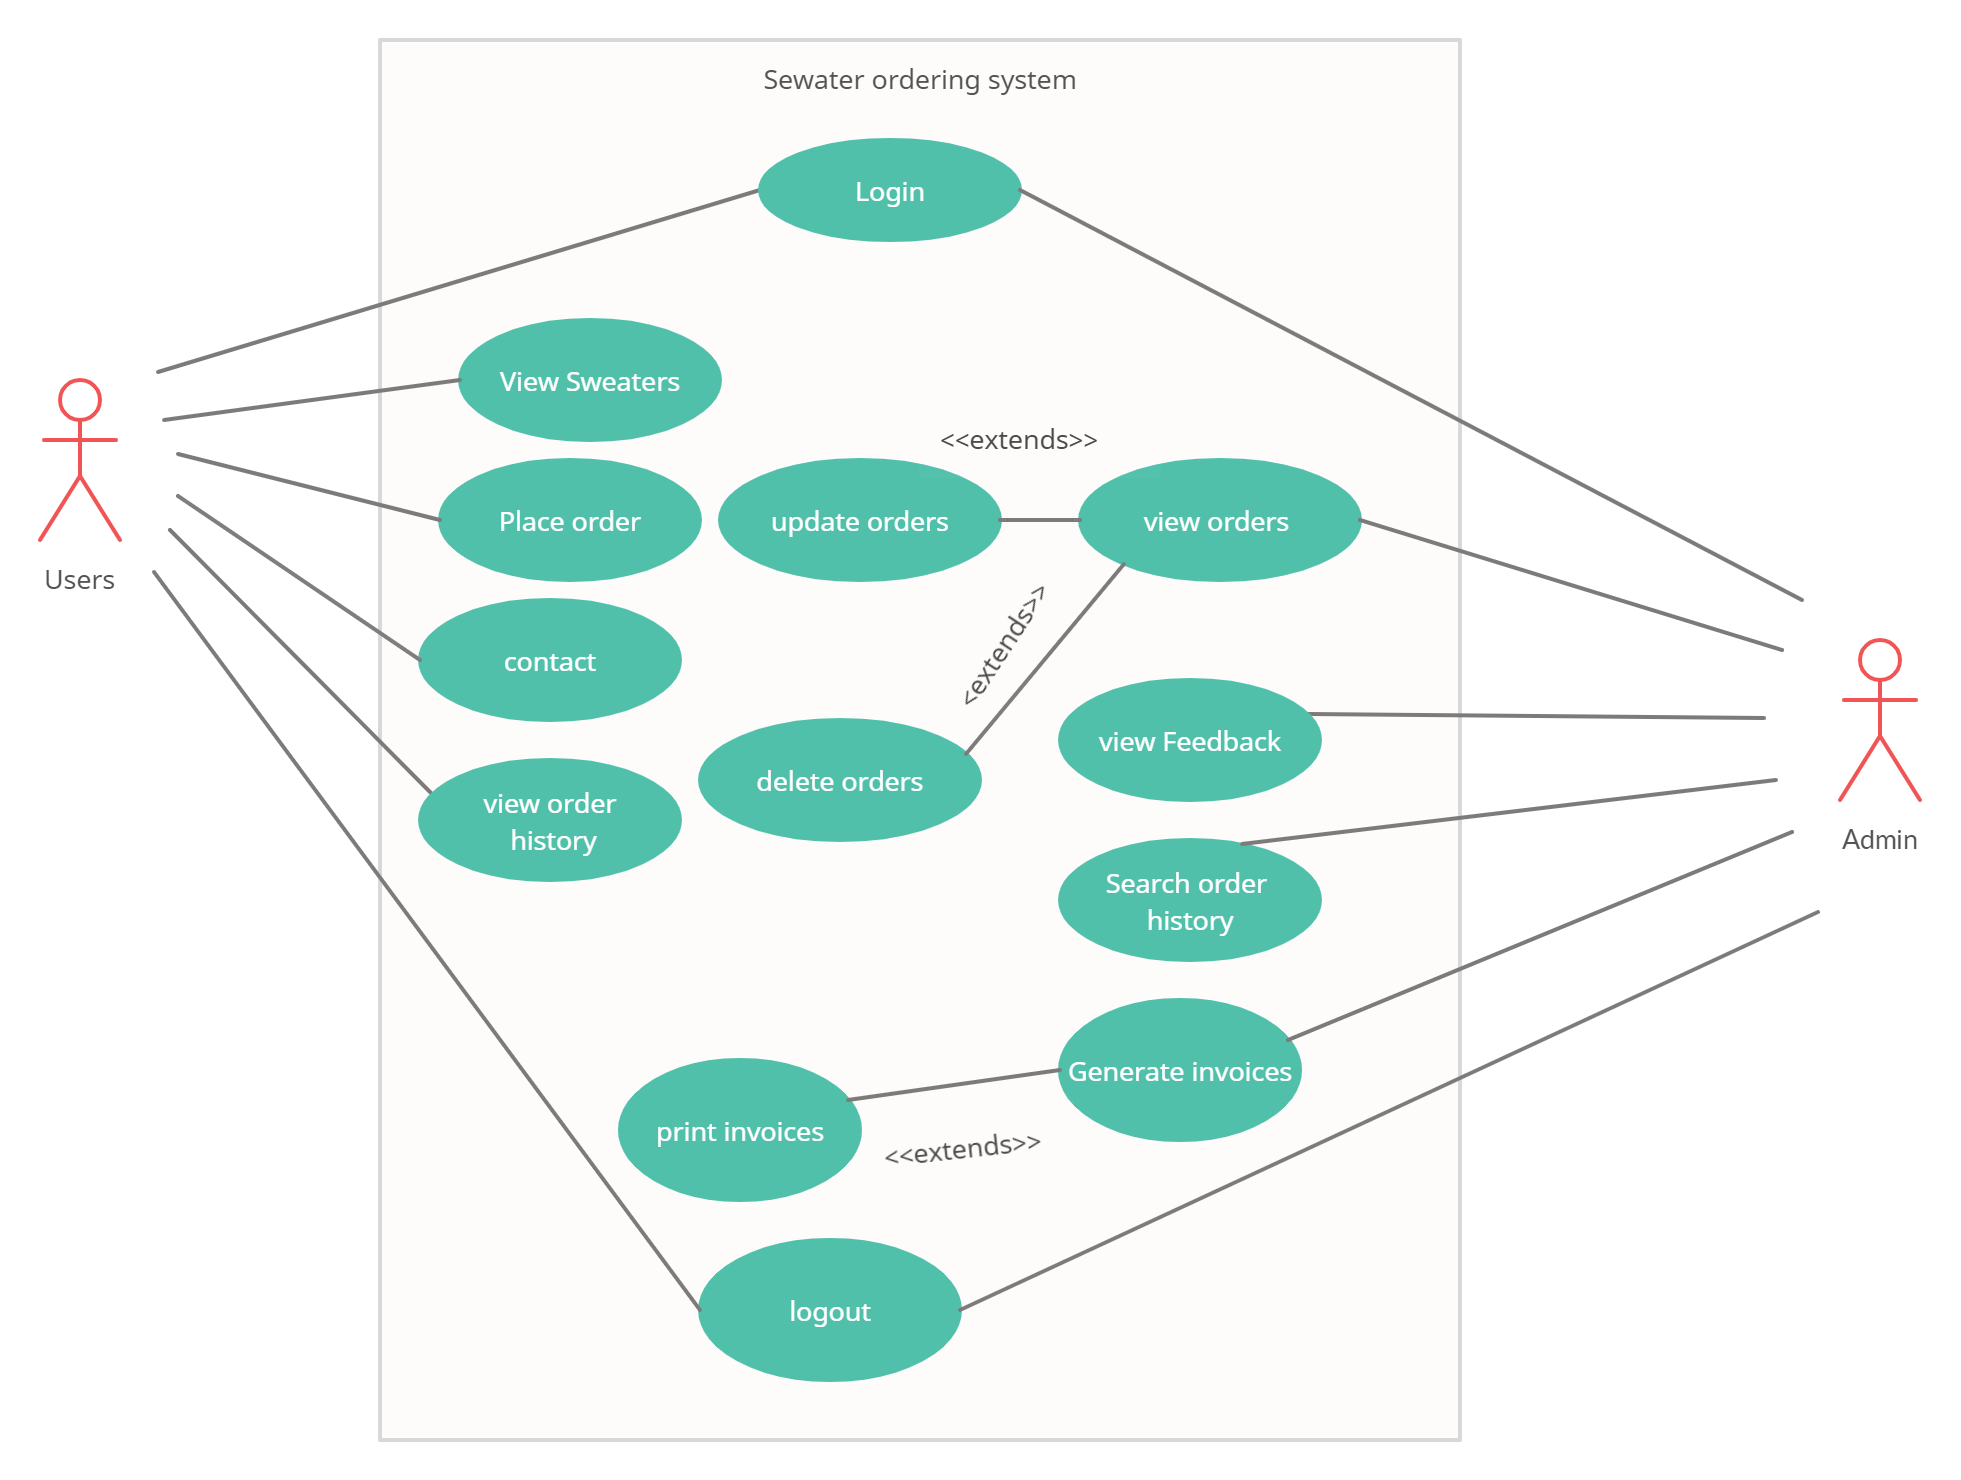 Sewater ordering system
Login
View Sweaters
<<extends>>
Place order
update orders
view orders
Users
<extends>>
contact
view Feedback
delete orders
view order
history
Admin
Search order
history
Generate invoices
print invoices
<<extends>>
logout